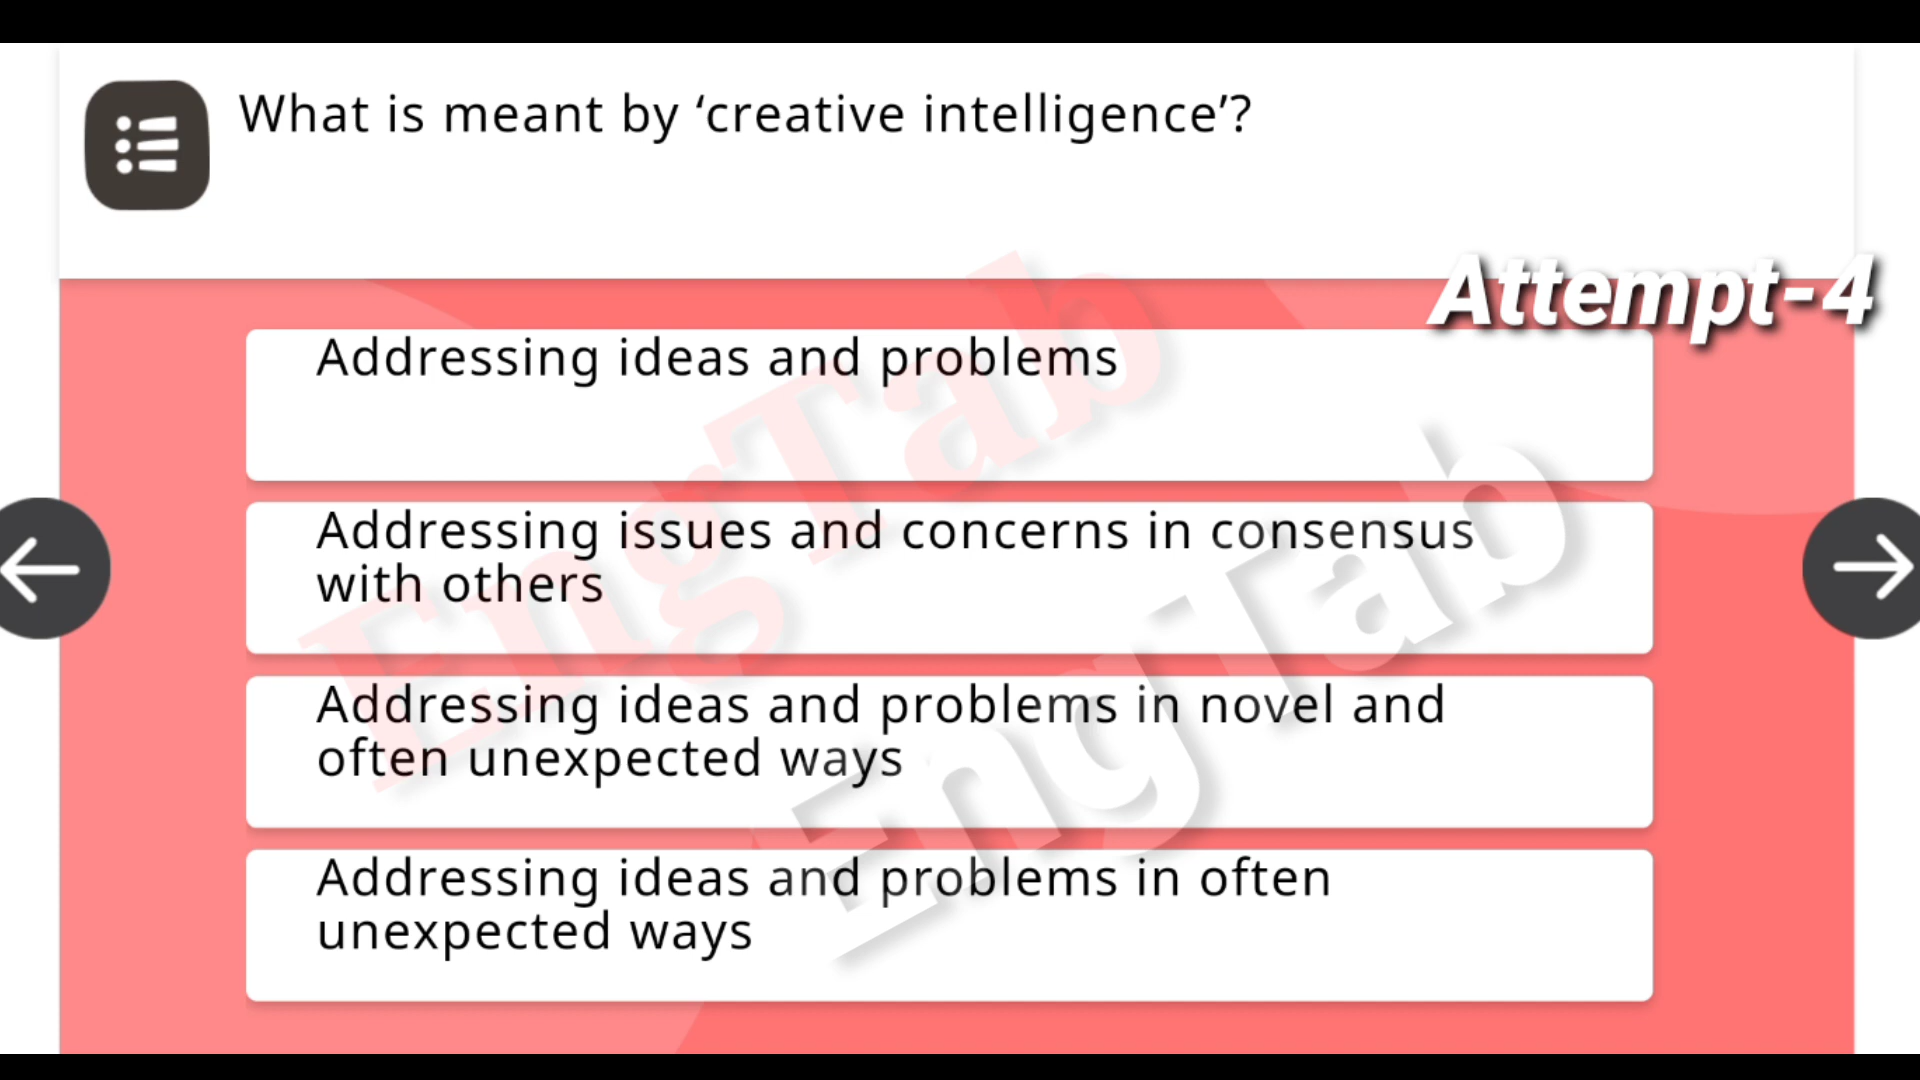 What is meant by ‘creative intelligence’?
Attempt-4
Addressing ideas and problems
Addressing issues and concerns in consensus
with others
Addressing ideas and problems in novel and
often unexpected ways
Addressing ideas and problems in often
unexpected ways
EngTab
EngTab